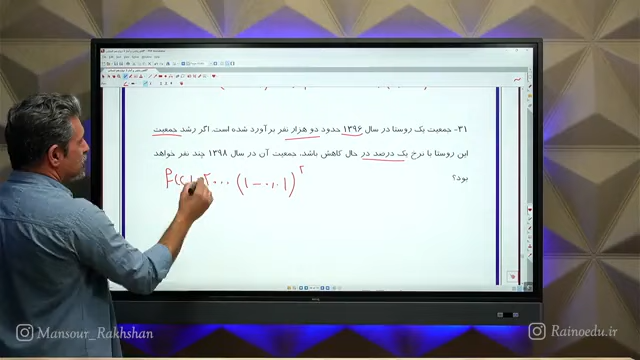 ۳۱- جمعیت یک روستا در سال ۱۳۹۶ حدود دو هزار نفر برآورد شده است. اگر رشد جمعیت
این روستا با نرخ یک درصد در حال کاهش باشد، جمعیت آن در سال ۱۳۹۸ چند نفر خواهد
بود؟
(۱ − ۰٫۰۱)^۲
Mansour_Rakhshan
Rainoedu.ir